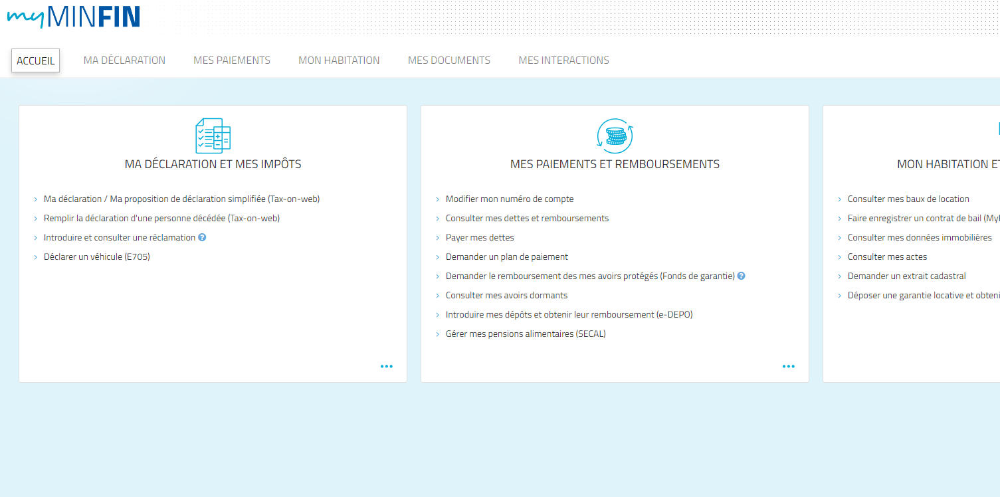 myMINFIN
ACCUEIL
MA DÉCLARATION
MES PAIEMENTS
MON HABITATION
MES DOCUMENTS
MES INTERACTIONS
MA DÉCLARATION ET MES IMPÔTS
Ma déclaration / Ma proposition de déclaration simplifiée (Tax-on-web)
Remplir la déclaration d'une personne décédée (Tax-on-web)
Introduire et consulter une réclamation
Déclarer un véhicule (E705)
MES PAIEMENTS ET REMBOURSEMENTS
Modifier mon numéro de compte
Consulter mes dettes et remboursements
Payer mes dettes
Demander un plan de paiement
Demander le remboursement des mes avoirs protégés (Fonds de garantie)
Consulter mes avoirs dormants
Introduire mes dépôts et obtenir leur remboursement (e-DEPO)
Gérer mes pensions alimentaires (SECAL)
MON HABITATION ET
Consulter mes baux de location
Faire enregistrer un contrat de bail
Consulter mes données immobilières
Consulter mes actes
Demander un extrait cadastral
Déposer une garantie locative et